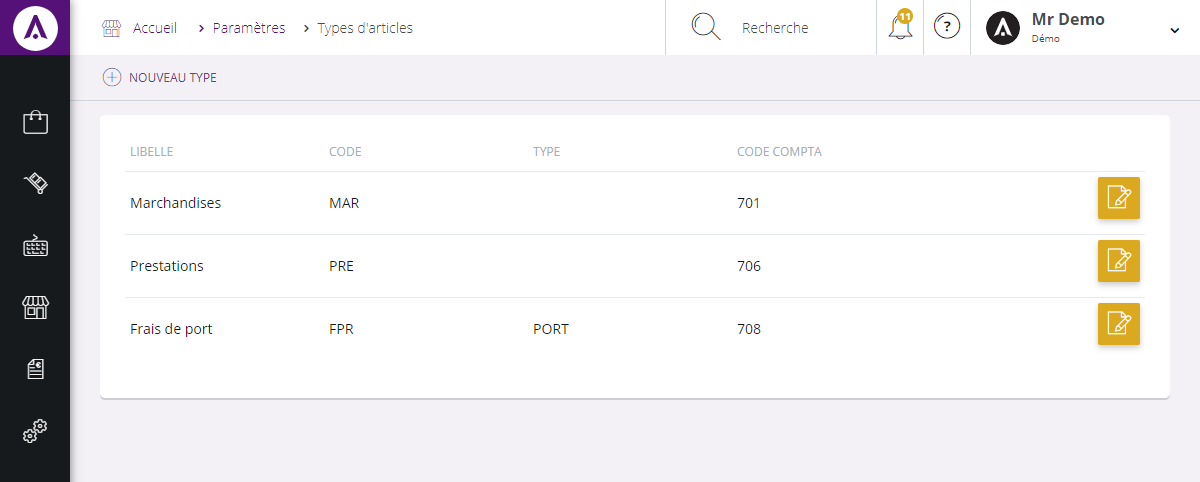 Accueil > Paramètres > Types d'articles
Recherche
11
?
Mr Demo
Démo
NOUVEAU TYPE
LIBELLE CODE TYPE CODE COMPTA
Marchandises MAR 701
Prestations PRE 706
Frais de port FPR PORT 708